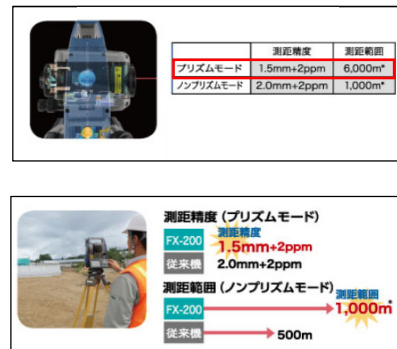 測距精度 測距範囲
プリズムモード 1.5mm+2ppm 6,000m*
ノンプリズムモード 2.0mm+2ppm 1,000m*
測距精度（プリズムモード）
測距精度
FX-200 1.5mm+2ppm
従来機 2.0mm+2ppm
測距範囲（ノンプリズムモード）
測距範囲
FX-200 1,000m*
従来機 500m